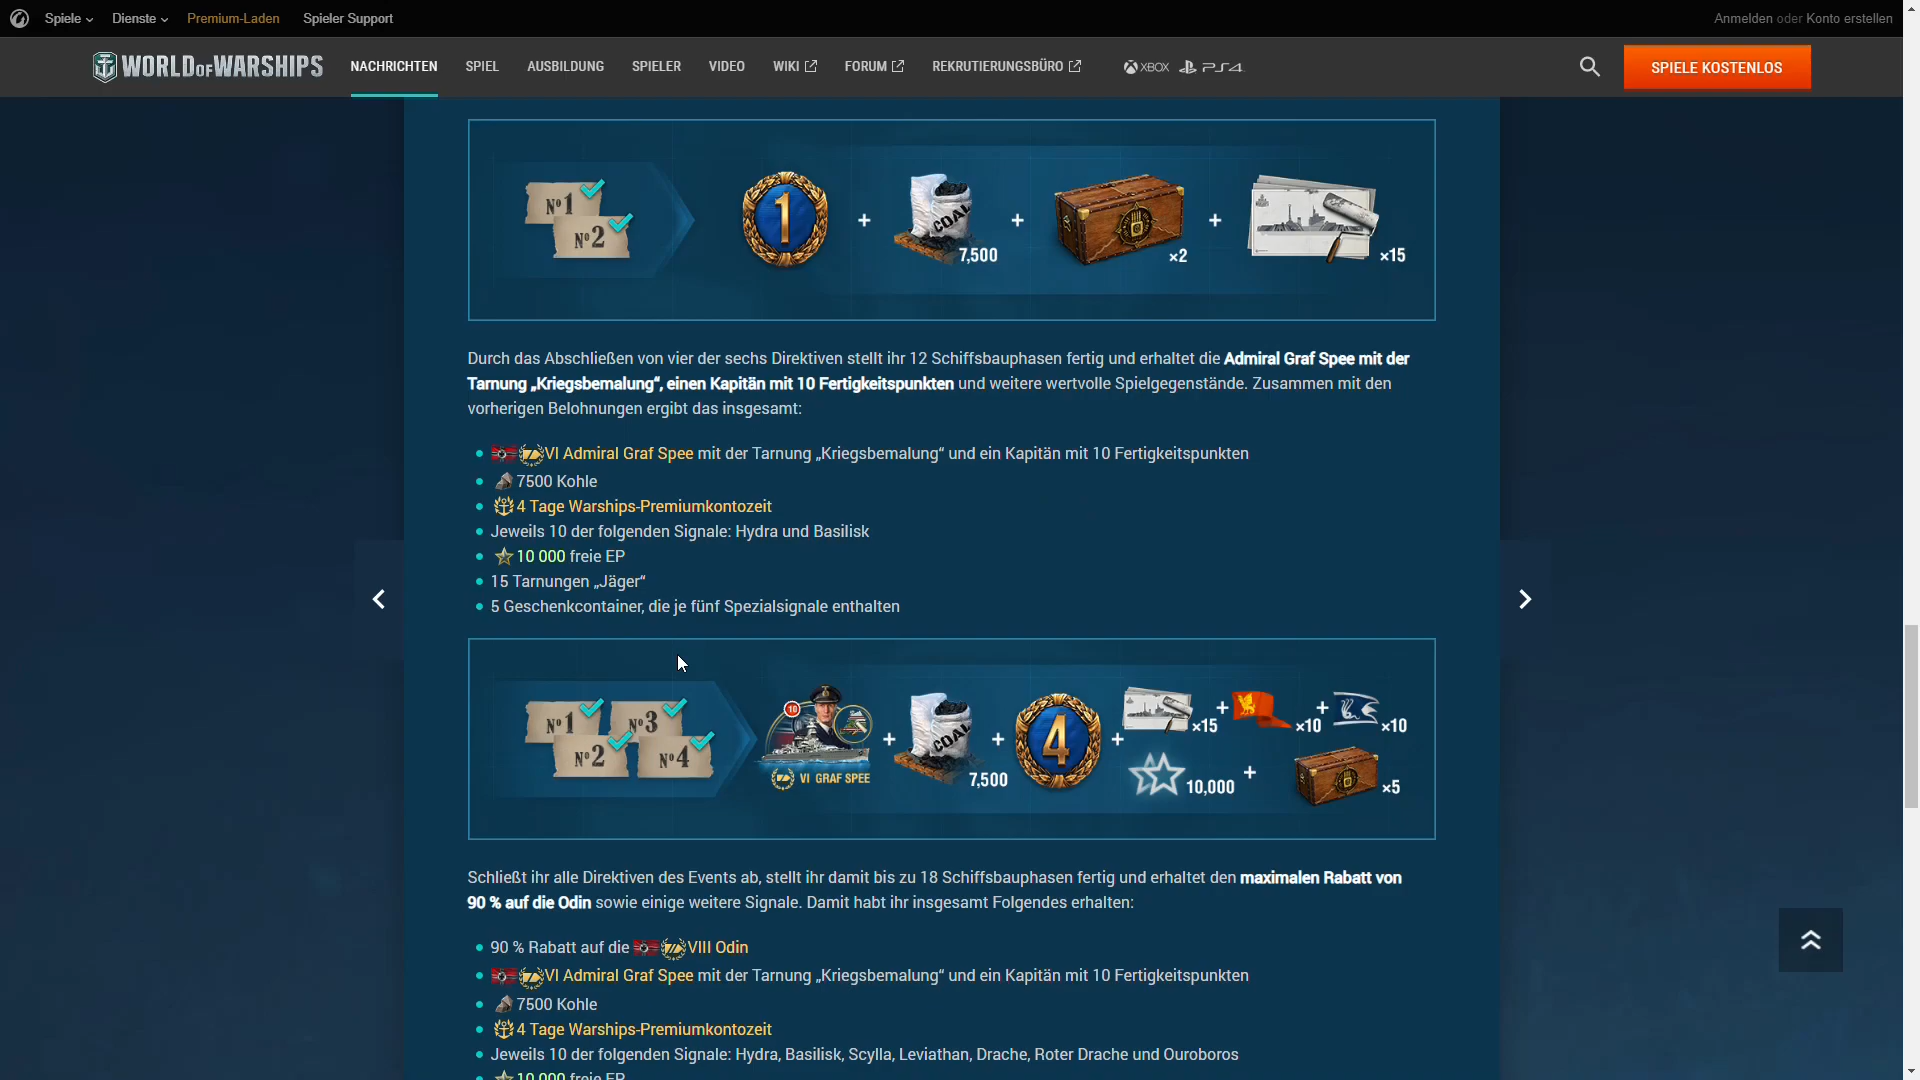 Spiele Dienste Premium-Laden Spieler Support Anmelden oder Konto erstellen
WORLD OF WARSHIPS NACHRICHTEN SPIEL AUSBILDUNG SPIELER VIDEO WIKI FORUM REKRUTIERUNGSBÜRO XBOX PS4 SPIELE KOSTENLOS
Nº1
Nº2
1 + COAL 7,500 + ×2 + ×15
Durch das Abschließen von vier der sechs Direktiven stellt ihr 12 Schiffsbauphasen fertig und erhaltet die Admiral Graf Spee mit der
Tarnung „Kriegsbemalung“, einen Kapitän mit 10 Fertigkeitspunkten und weitere wertvolle Spielgegenstände. Zusammen mit den
vorherigen Belohnungen ergibt das insgesamt:
VI Admiral Graf Spee mit der Tarnung „Kriegsbemalung“ und ein Kapitän mit 10 Fertigkeitspunkten
7500 Kohle
4 Tage Warships-Premiumkontozeit
Jeweils 10 der folgenden Signale: Hydra und Basilisk
10 000 freie EP
15 Tarnungen „Jäger“
5 Geschenkcontainer, die je fünf Spezialsignale enthalten
Nº1 Nº3
Nº2 Nº4
10 VI GRAF SPEE + COAL 7,500 + 4 + ×15 + ×10 + ×10
10,000 + ×5
Schließt ihr alle Direktiven des Events ab, stellt ihr damit bis zu 18 Schiffsbauphasen fertig und erhaltet den maximalen Rabatt von
90 % auf die Odin sowie einige weitere Signale. Damit habt ihr insgesamt Folgendes erhalten:
90 % Rabatt auf die VIII Odin
VI Admiral Graf Spee mit der Tarnung „Kriegsbemalung“ und ein Kapitän mit 10 Fertigkeitspunkten
7500 Kohle
4 Tage Warships-Premiumkontozeit
Jeweils 10 der folgenden Signale: Hydra, Basilisk, Scylla, Leviathan, Drache, Roter Drache und Ouroboros
10 000 freie EP